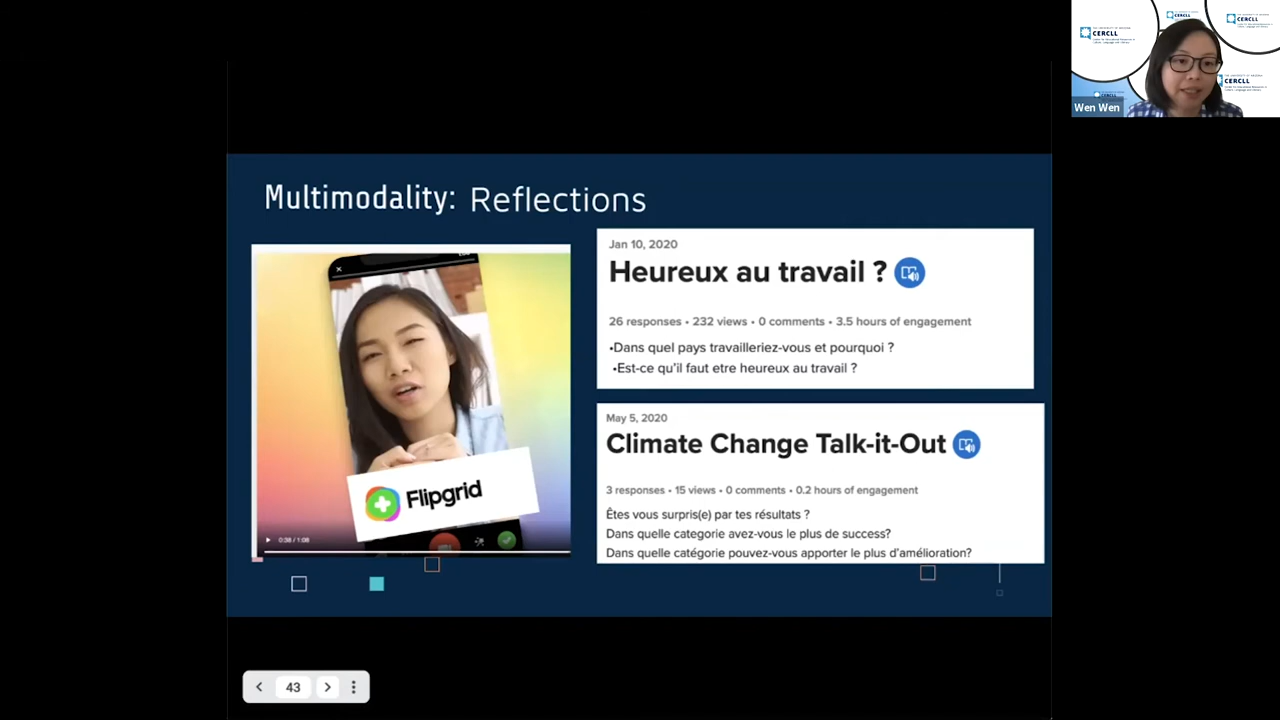 CERCLL
CERCLL
CERCLL
Wen Wen
Multimodality: Reflections
Flipgrid
0:38 / 1:08
Jan 10, 2020
Heureux au travail ?
26 responses • 232 views • 0 comments • 3.5 hours of engagement
•Dans quel pays travailleriez-vous et pourquoi ?
•Est-ce qu'il faut etre heureux au travail ?
May 5, 2020
Climate Change Talk-it-Out
3 responses • 15 views • 0 comments • 0.2 hours of engagement
Êtes vous surpris(e) par tes résultats ?
Dans quelle categorie avez-vous le plus de success?
Dans quelle catégorie pouvez-vous apporter le plus d'amélioration?
43